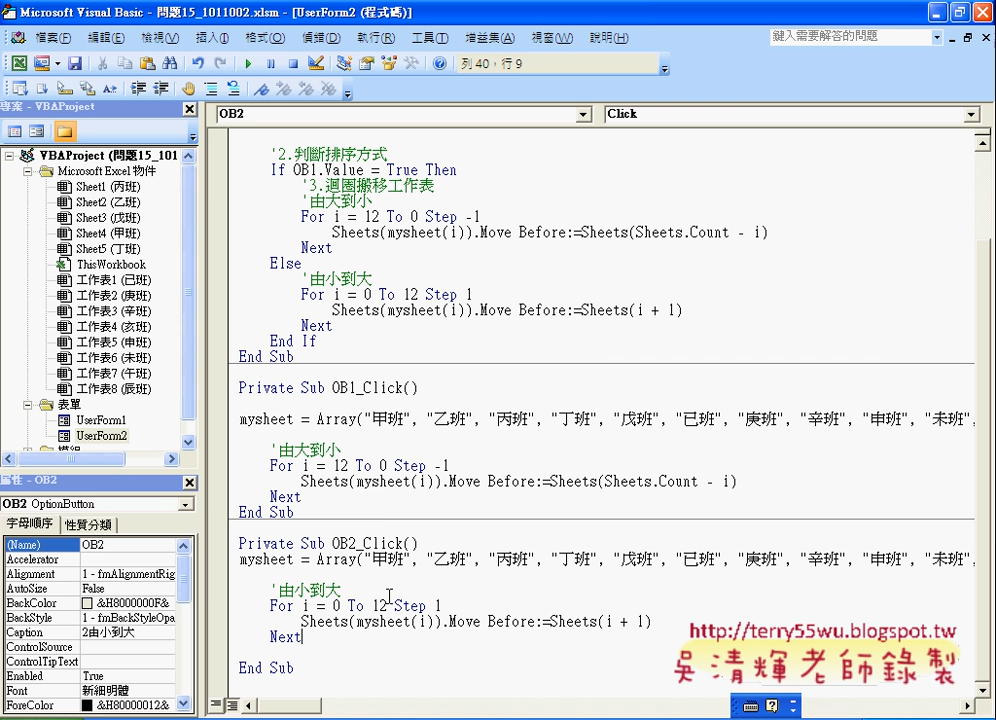 Microsoft Visual Basic - 問題15_1011002.xlsm - [UserForm2 (程式碼)]
檔案(F) 編輯(E) 檢視(V) 插入(I) 格式(O) 偵錯(D) 執行(R) 工具(T) 增益集(A) 視窗(W) 說明(H) 鍵入需要解答的問題
列 40，行 9
專案 - VBAProject
VBAProject (問題15_101
Microsoft Excel 物件
Sheet1 (丙班)
Sheet2 (乙班)
Sheet3 (戊班)
Sheet4 (甲班)
Sheet5 (丁班)
ThisWorkbook
工作表1 (已班)
工作表2 (庚班)
工作表3 (辛班)
工作表4 (亥班)
工作表5 (申班)
工作表6 (未班)
工作表7 (午班)
工作表8 (辰班)
表單
UserForm1
UserForm2
屬性 - OB2
OB2 OptionButton
字母順序 性質分類
(Name) OB2
Accelerator
Alignment 1 - fmAlignmentRig
AutoSize False
BackColor &H8000000F&
BackStyle 1 - fmBackStyleOpa
Caption 2由小到大
ControlSource
ControlTipText
Enabled True
Font 新細明體
ForeColor &H80000012&
OB2 Click
'2.判斷排序方式
If OB1.Value = True Then
'3.迴圈搬移工作表
'由大到小
For i = 12 To 0 Step -1
Sheets(mysheet(i)).Move Before:=Sheets(Sheets.Count - i)
Next
Else
'由小到大
For i = 0 To 12 Step 1
Sheets(mysheet(i)).Move Before:=Sheets(i + 1)
Next
End If
End Sub
Private Sub OB1_Click()
mysheet = Array("甲班", "乙班", "丙班", "丁班", "戊班", "已班", "庚班", "辛班", "申班", "未班",
'由大到小
For i = 12 To 0 Step -1
Sheets(mysheet(i)).Move Before:=Sheets(Sheets.Count - i)
Next
End Sub
Private Sub OB2_Click()
mysheet = Array("甲班", "乙班", "丙班", "丁班", "戊班", "已班", "庚班", "辛班", "申班", "未班",
'由小到大
For i = 0 To 12 Step 1
Sheets(mysheet(i)).Move Before:=Sheets(i + 1)
Next
End Sub
http://terry55wu.blogspot.tw
吳清輝老師錄製